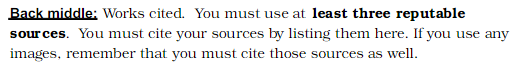 Back middle: Works cited.  You must use at least three reputable
sources.  You must cite your sources by listing them here. If you use any
images, remember that you must cite those sources as well.